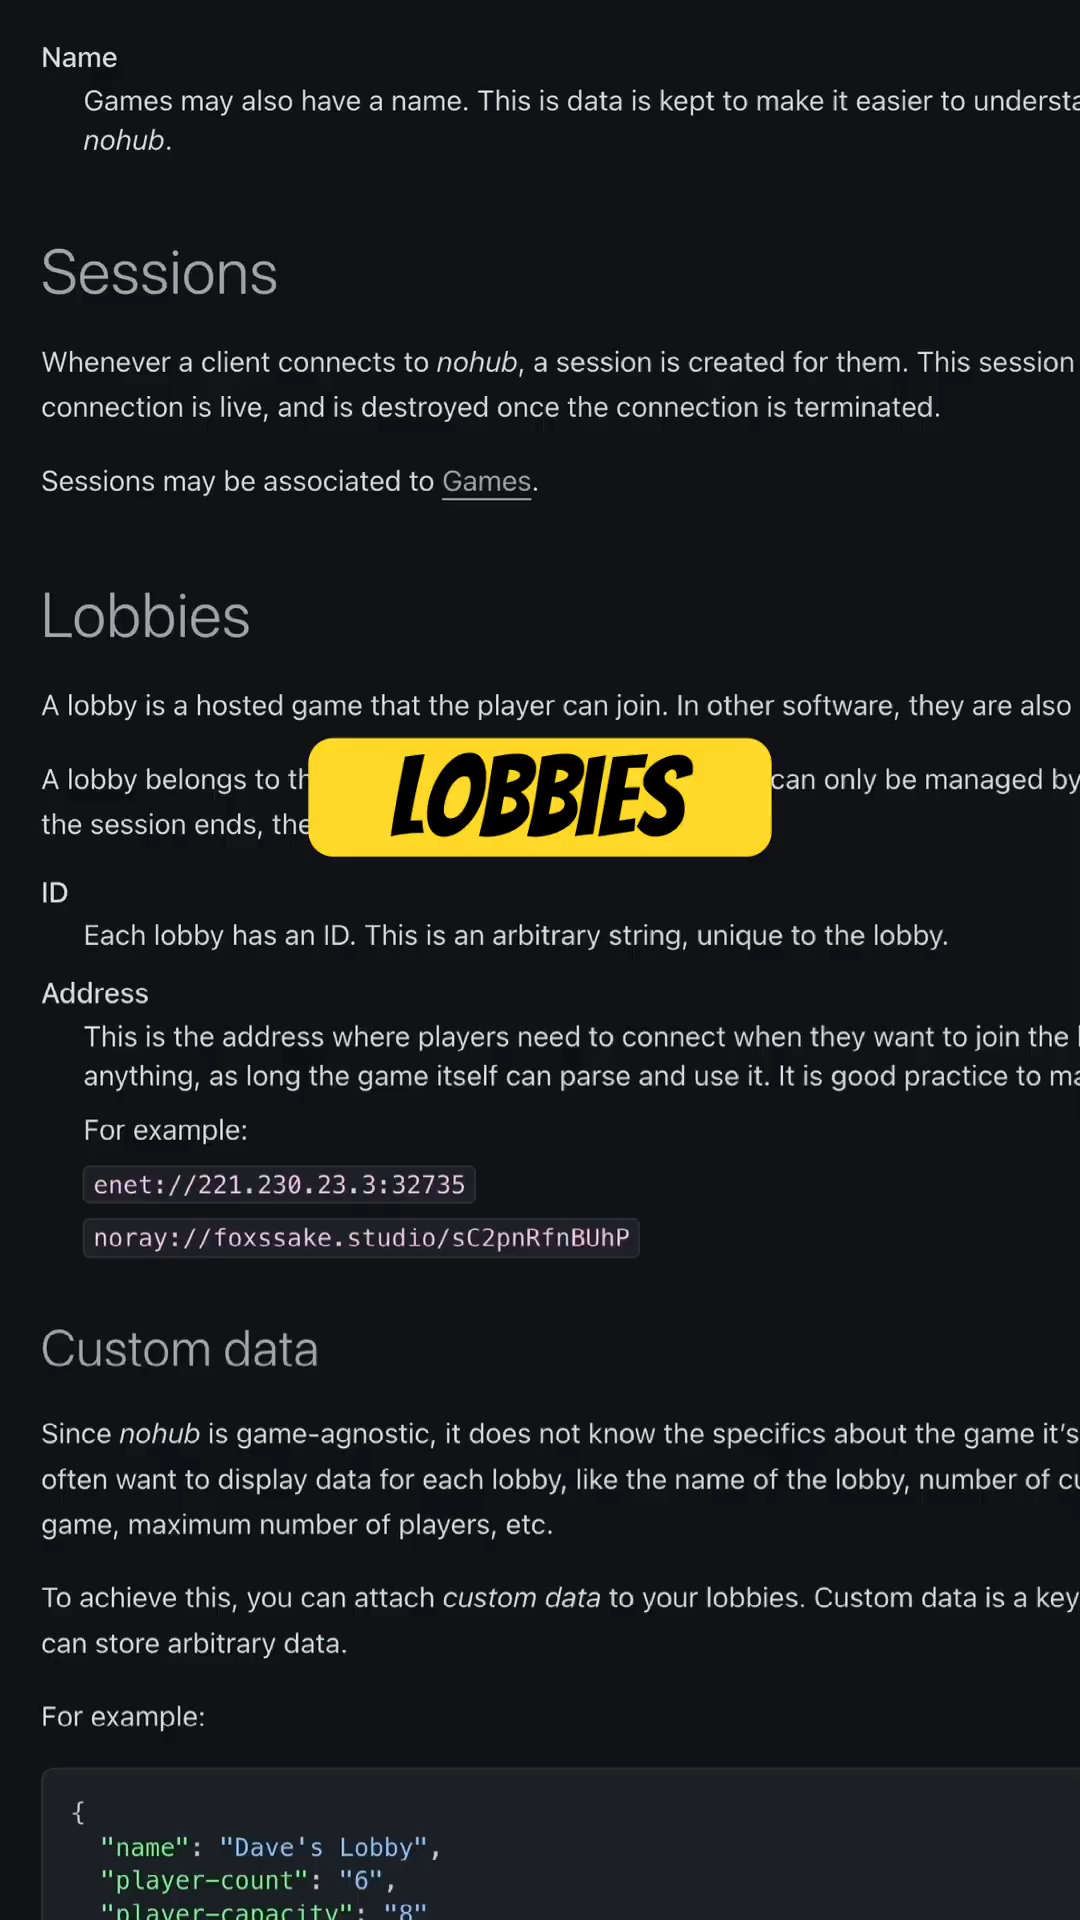 Name
Games may also have a name. This is data is kept to make it easier to understa
nohub.
Sessions
Whenever a client connects to nohub, a session is created for them. This session
connection is live, and is destroyed once the connection is terminated.
Sessions may be associated to Games.
Lobbies
A lobby is a hosted game that the player can join. In other software, they are also
A lobby belongs to th can only be managed by
LOBBIES
the session ends, the
ID
Each lobby has an ID. This is an arbitrary string, unique to the lobby.
Address
This is the address where players need to connect when they want to join the
anything, as long the game itself can parse and use it. It is good practice to ma
For example:
enet://221.230.23.3:32735
noray://foxssake.studio/sC2pnRfnBUhP
Custom data
Since nohub is game-agnostic, it does not know the specifics about the game it's
often want to display data for each lobby, like the name of the lobby, number of cu
game, maximum number of players, etc.
To achieve this, you can attach custom data to your lobbies. Custom data is a key
can store arbitrary data.
For example:
{
"name": "Dave's Lobby",
"player-count": "6",
"player-capacity": "8"